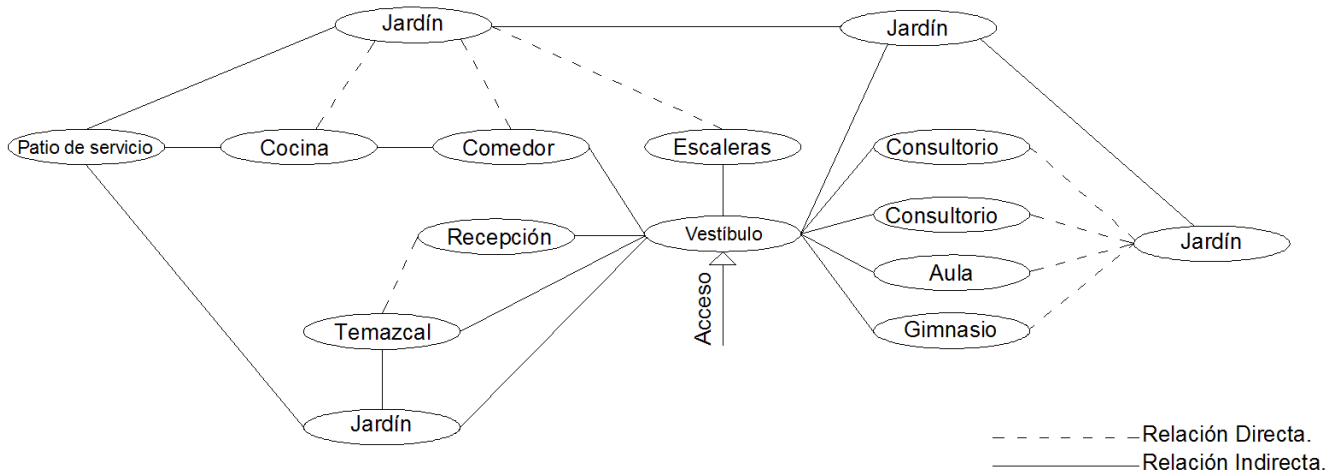 Jardín
Jardín
Patio de servicio
Cocina
Comedor
Escaleras
Consultorio
Consultorio
Recepción
Vestíbulo
Jardín
Aula
Acceso
Temazcal
Gimnasio
Jardín
Relación Directa.
Relación Indirecta.